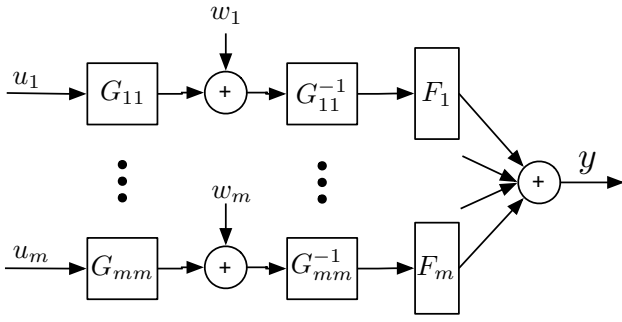 w₁
u₁ G₁₁ + G₁₁⁻¹ F₁
+ y
wₘ
uₘ Gₘₘ + Gₘₘ⁻¹ Fₘ